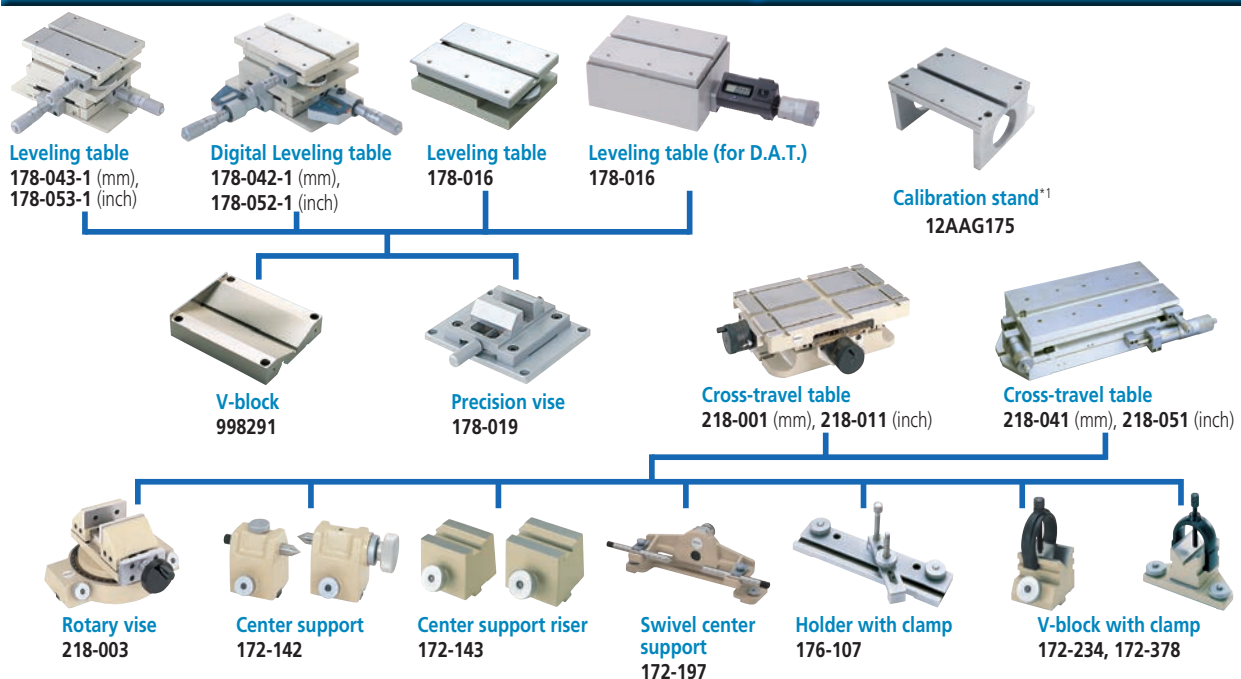 Leveling table
178-043-1 (mm),
178-053-1 (inch)
Digital Leveling table
178-042-1 (mm),
178-052-1 (inch)
Leveling table
178-016
Leveling table (for D.A.T.)
178-016
Calibration stand*1
12AAG175
V-block
998291
Precision vise
178-019
Cross-travel table
218-001 (mm), 218-011 (inch)
Cross-travel table
218-041 (mm), 218-051 (inch)
Rotary vise
218-003
Center support
172-142
Center support riser
172-143
Swivel center
support
172-197
Holder with clamp
176-107
V-block with clamp
172-234, 172-378